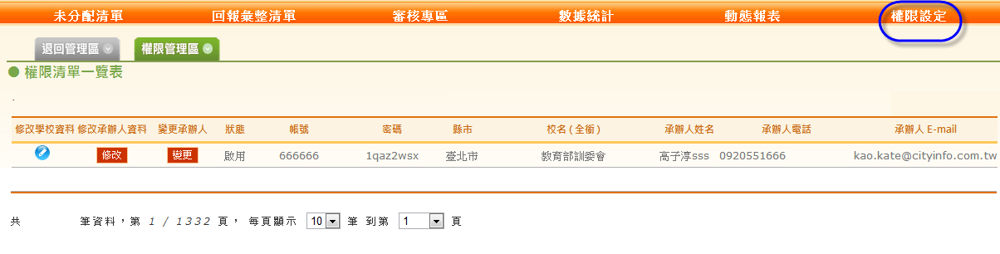 未分配清單 回報彙整清單 審核專區 數據統計 動態報表 權限設定
退回管理區 權限管理區
權限清單一覽表
.
修改學校資料 修改承辦人資料 變更承辦人 狀態 帳號 密碼 縣市 校名(全銜) 承辦人姓名 承辦人電話 承辦人 E-mail
修改 變更 啟用 666666 1qaz2wsx 臺北市 教育部訓委會 高子淳sss 0920551666 kao.kate@cityinfo.com.tw
共 筆資料，第 1 / 1332 頁， 每頁顯示 10 筆 到第 1 頁